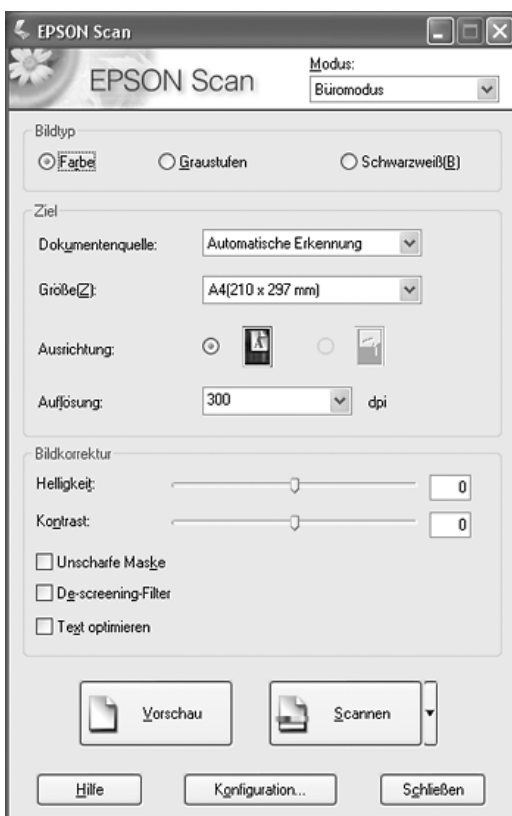 EPSON Scan
EPSON Scan
Modus:
Büromodus
Bildtyp
Farbe
Graustufen
Schwarzweiß(B)
Ziel
Dokumentenquelle:
Automatische Erkennung
Größe(Z):
A4(210 x 297 mm)
Ausrichtung:
A
Auflösung:
300
dpi
Bildkorrektur
Helligkeit:
0
Kontrast:
0
Unscharfe Maske
De-screening-Filter
Text optimieren
Vorschau
Scannen
Hilfe
Konfiguration...
Schließen